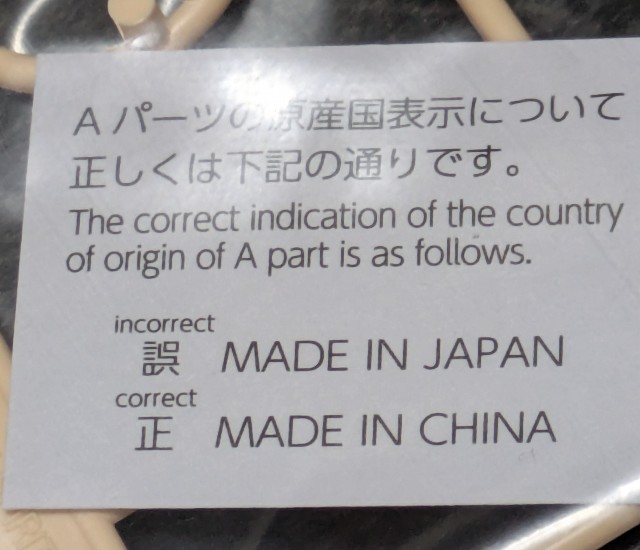 Aパーツの原産国表示について
正しくは下記の通りです。
The correct indication of the country
of origin of A part is as follows.
incorrect
誤 MADE IN JAPAN
correct
正 MADE IN CHINA